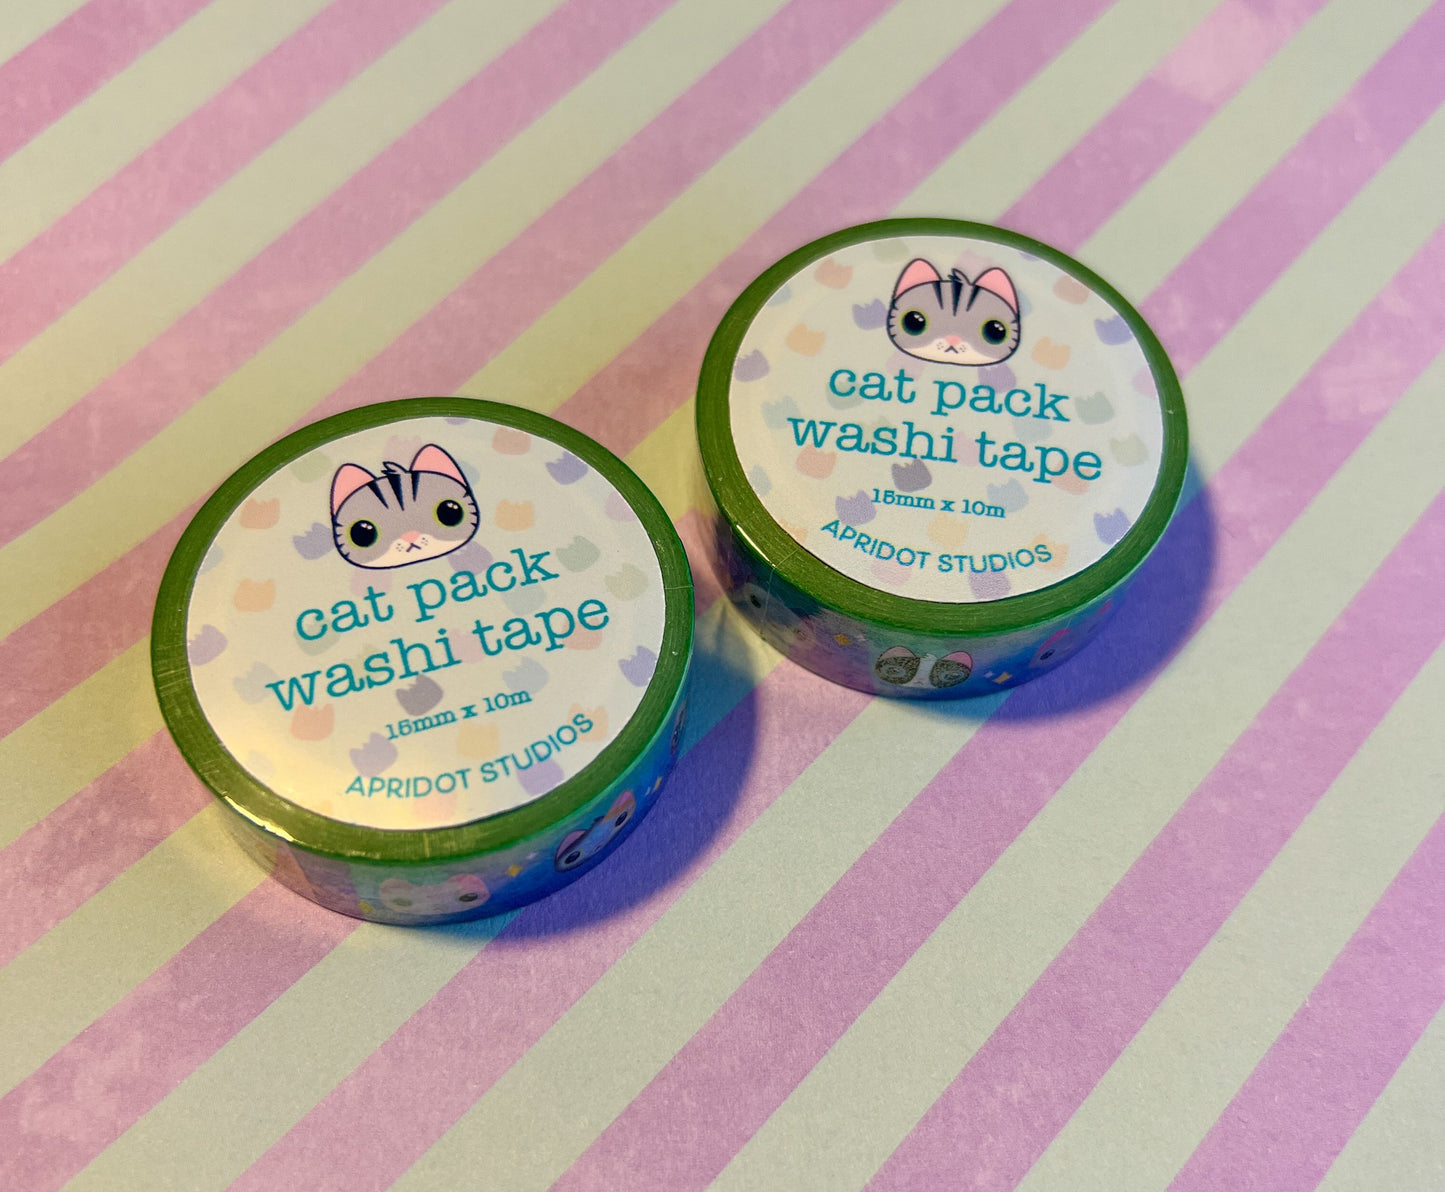 cat pack
washi tape
15mm x 10m
APRIDOT STUDIOS
cat pack
washi tape
15mm x 10m
APRIDOT STUDIOS